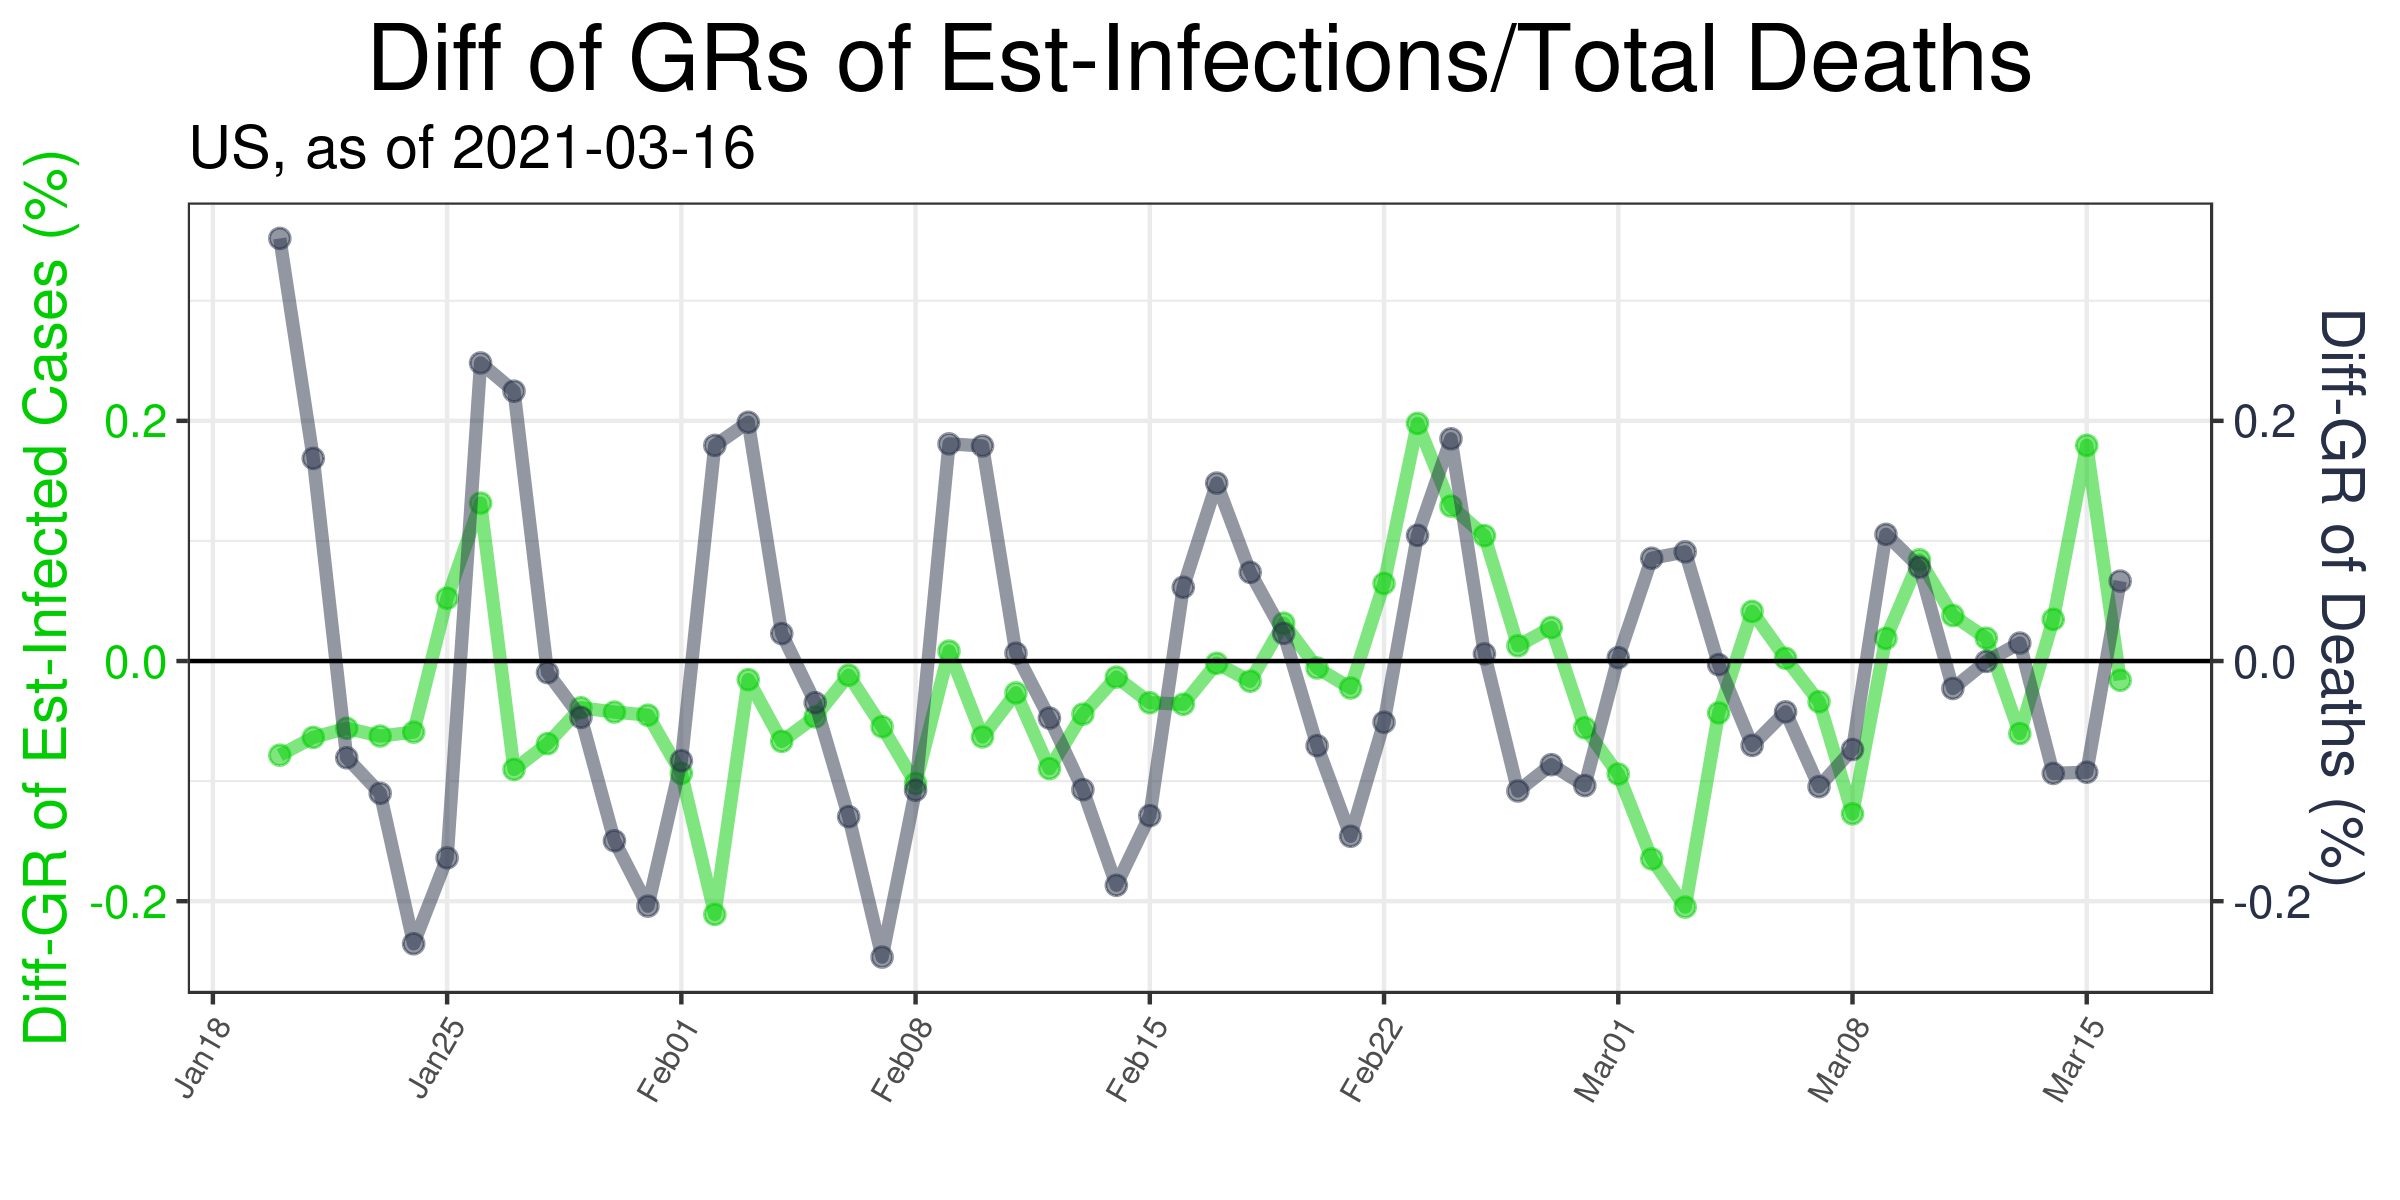 Diff of GRs of Est-Infections/Total Deaths
US, as of 2021-03-16
Diff-GR of Est-Infected Cases (%)
0.2
0.0
-0.2
0.2
0.0
-0.2
Diff-GR of Deaths (%)
Jan18
Jan25
Feb01
Feb08
Feb15
Feb22
Mar01
Mar08
Mar15